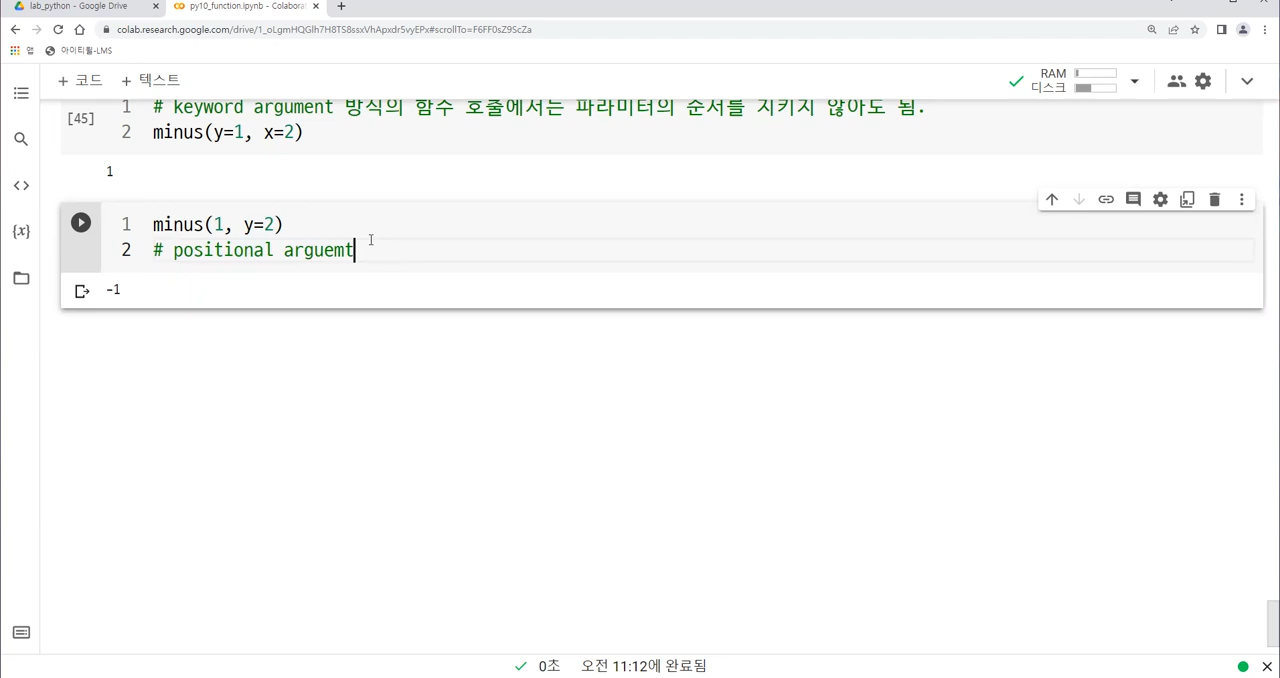 lab_python - Google Drive
py10_function.ipynb - Colabora
colab.research.google.com/drive/1_oLgmHQGlh7H8TS8ssxVhApxdr5vyEPx#scrollTo=F6FF0sZ9ScZa
앱
아이티윌-LMS
+ 코드 + 텍스트
RAM
디스크
[45]
1 # keyword argument 방식의 함수 호출에서는 파라미터의 순서를 지키지 않아도 됨.
2 minus(y=1, x=2)
1
1 minus(1, y=2)
2 # positional arguemt
-1
{x}
0초 오전 11:12에 완료됨